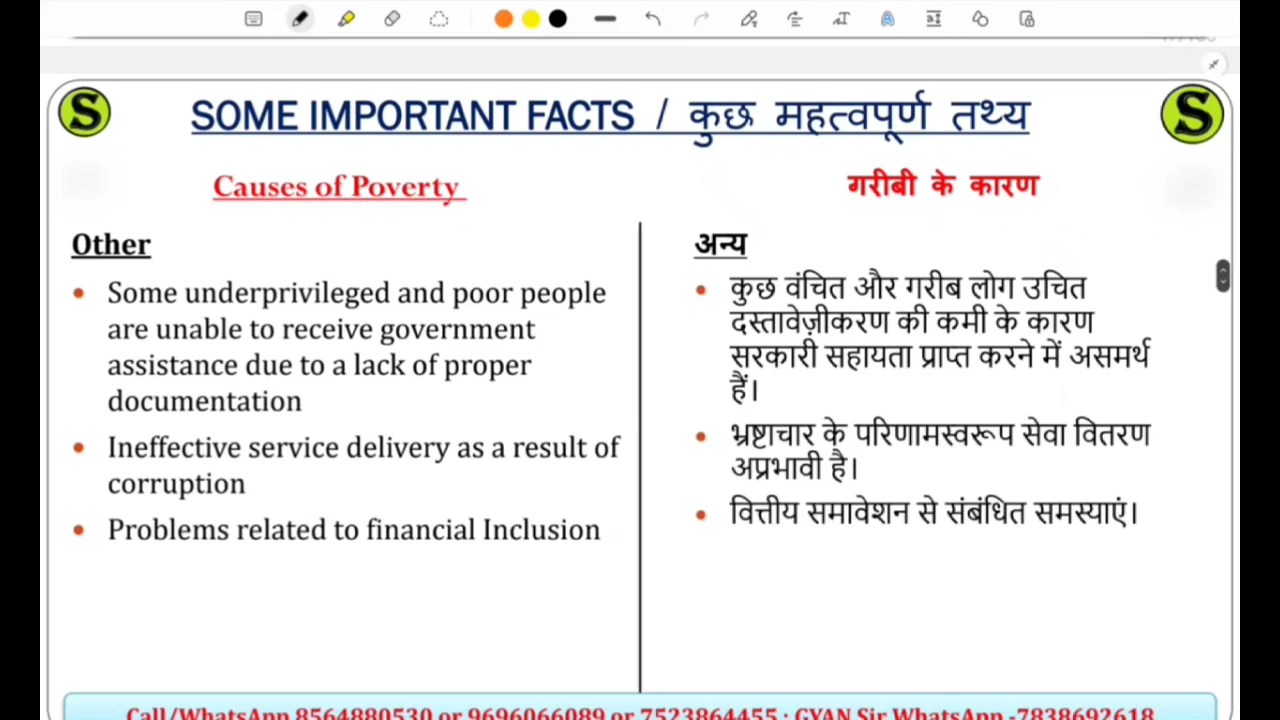 S
SOME IMPORTANT FACTS / कुछ महत्वपूर्ण तथ्य
S
Causes of Poverty
Other
• Some underprivileged and poor people
are unable to receive government
assistance due to a lack of proper
documentation
• Ineffective service delivery as a result of
corruption
• Problems related to financial Inclusion
गरीबी के कारण
अन्य
• कुछ वंचित और गरीब लोग उचित
दस्तावेज़ीकरण की कमी के कारण
सरकारी सहायता प्राप्त करने में असमर्थ
हैं।
• भ्रष्टाचार के परिणामस्वरूप सेवा वितरण
अप्रभावी है।
• वित्तीय समावेशन से संबंधित समस्याएं।
Call/WhatsApp 8564880530 or 9696066089 or 7523864455 : GYAN Sir WhatsApp -7838692618